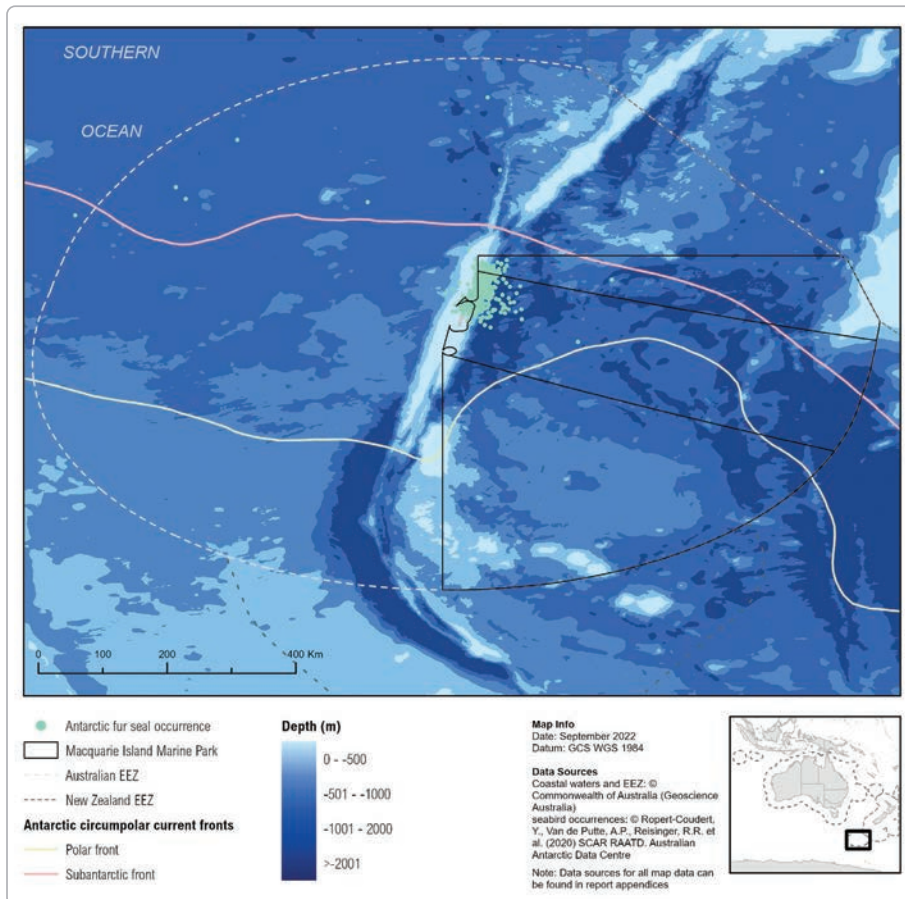 SOUTHERN
OCEAN
0 100 200 400 Km
Antarctic fur seal occurrence
Macquarie Island Marine Park
Australian EEZ
New Zealand EEZ
Antarctic circumpolar current fronts
Polar front
Subantarctic front
Depth (m)
0 - -500
-501 - -1000
-1001 - 2000
>-2001
Map Info
Date: September 2022
Datum: GCS WGS 1984
Data Sources
Coastal waters and EEZ: ©
Commonwealth of Australia (Geoscience
Australia)
seabird occurrences: © Ropert-Coudert,
Y., Van de Putte, A.P., Reisinger, R.R. et
al. (2020) SCAR RAATD. Australian
Antarctic Data Centre
Note: Data sources for all map data can
be found in report appendices